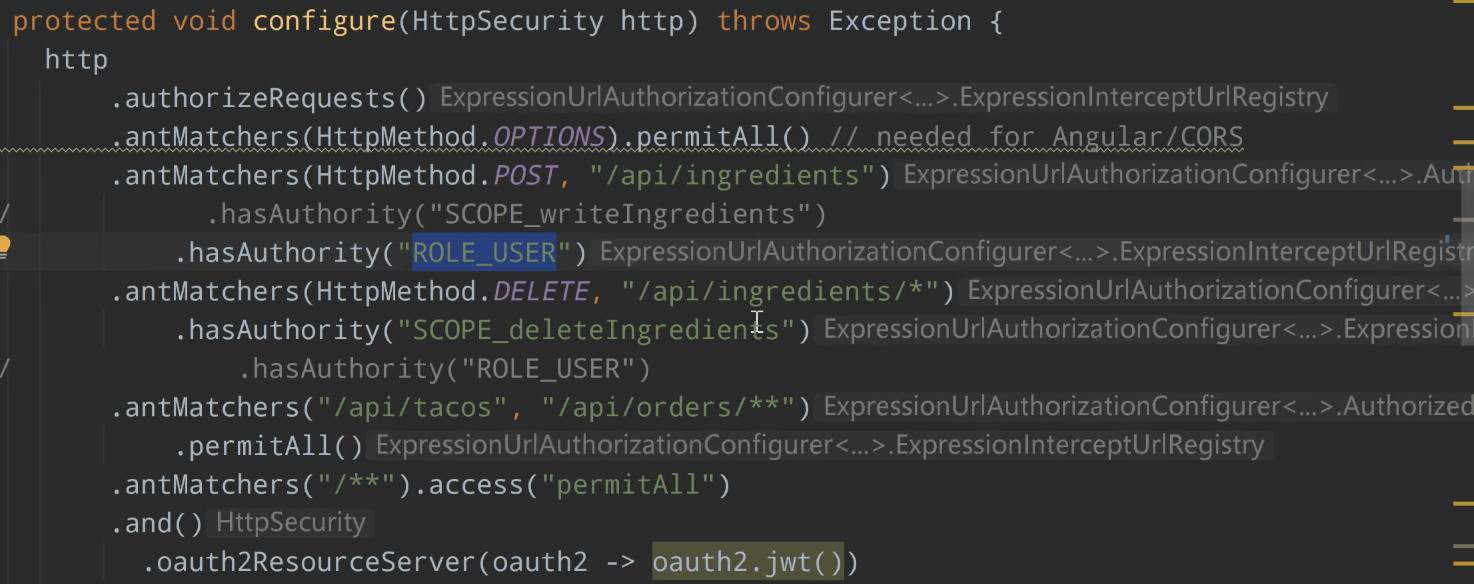 protected void configure(HttpSecurity http) throws Exception {
http
.authorizeRequests() ExpressionUrlAuthorizationConfigurer<...>.ExpressionInterceptUrlRegistry
.antMatchers(HttpMethod.OPTIONS).permitAll() // needed for Angular/CORS
.antMatchers(HttpMethod.POST, "/api/ingredients") ExpressionUrlAuthorizationConfigurer<...>.Aut
/ .hasAuthority("SCOPE_writeIngredients")
.hasAuthority("ROLE_USER") ExpressionUrlAuthorizationConfigurer<...>.ExpressionInterceptUrlRegistr
.antMatchers(HttpMethod.DELETE, "/api/ingredients/*") ExpressionUrlAuthorizationConfigurer<...>
.hasAuthority("SCOPE_deleteIngredients") ExpressionUrlAuthorizationConfigurer<...>.Expression
/ .hasAuthority("ROLE_USER")
.antMatchers("/api/tacos", "/api/orders/**") ExpressionUrlAuthorizationConfigurer<...>.Authorized
.permitAll() ExpressionUrlAuthorizationConfigurer<...>.ExpressionInterceptUrlRegistry
.antMatchers("/**").access("permitAll")
.and() HttpSecurity
.oauth2ResourceServer(oauth2 -> oauth2.jwt())